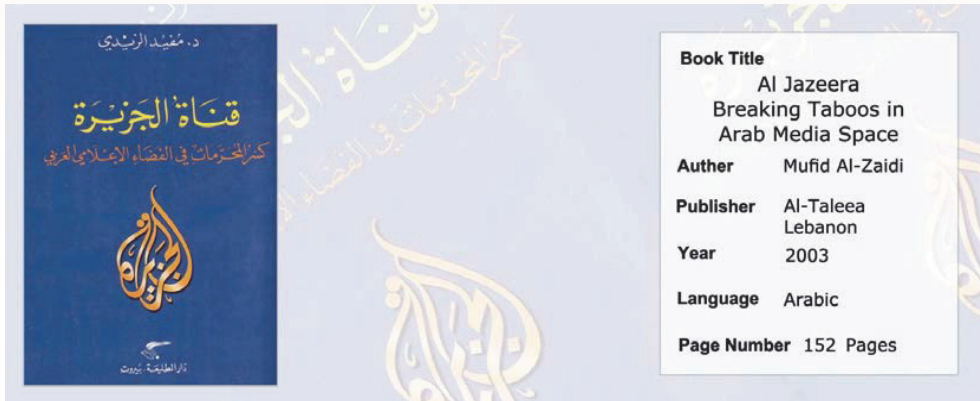 د. مفيد الزيدي
قناة الجزيرة
كسر المحرمات في الفضاء الإعلامي العربي
الجزيرة
دار الطليعة . بيروت
Book Title
Al Jazeera
Breaking Taboos in
Arab Media Space
Auther Mufid Al-Zaidi
Publisher Al-Taleea
Lebanon
Year 2003
Language Arabic
Page Number 152 Pages